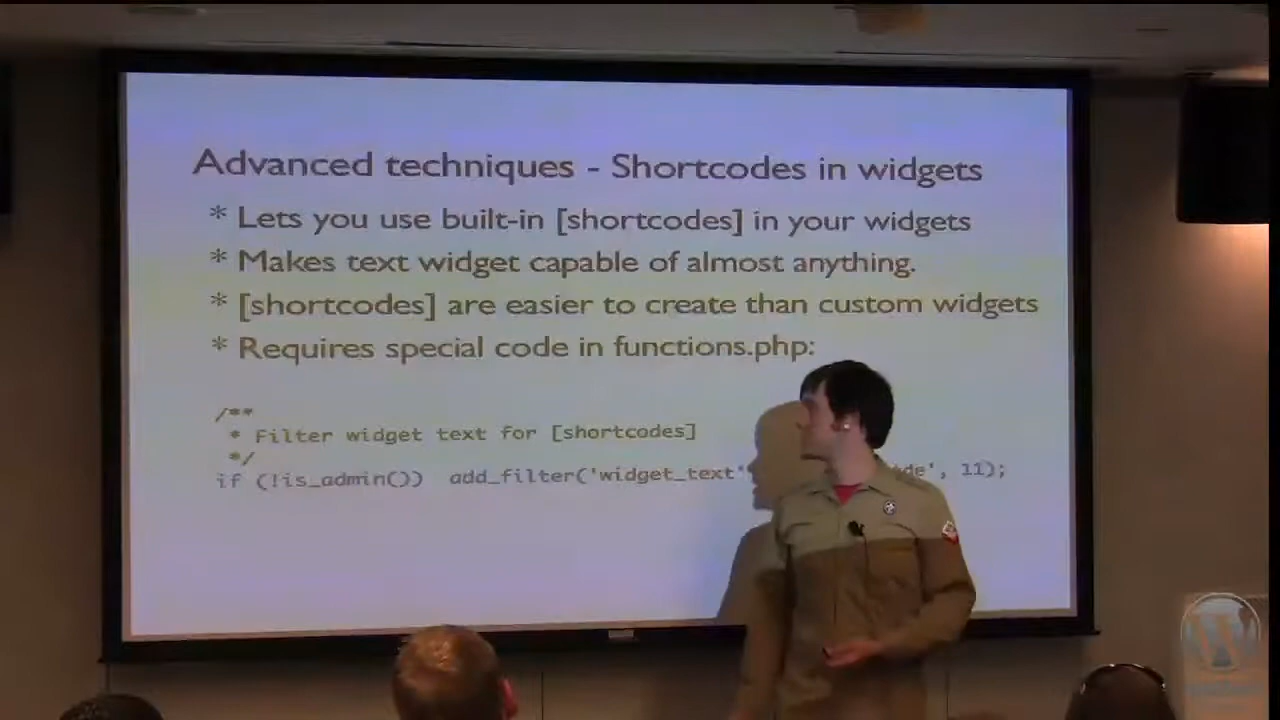 Advanced techniques - Shortcodes in widgets
* Lets you use built-in [shortcodes] in your widgets
* Makes text widget capable of almost anything.
* [shortcodes] are easier to create than custom widgets
* Requires special code in functions.php:
/**
* Filter widget text for [shortcodes]
*/
if (!is_admin()) add_filter('widget_text' de', 11);